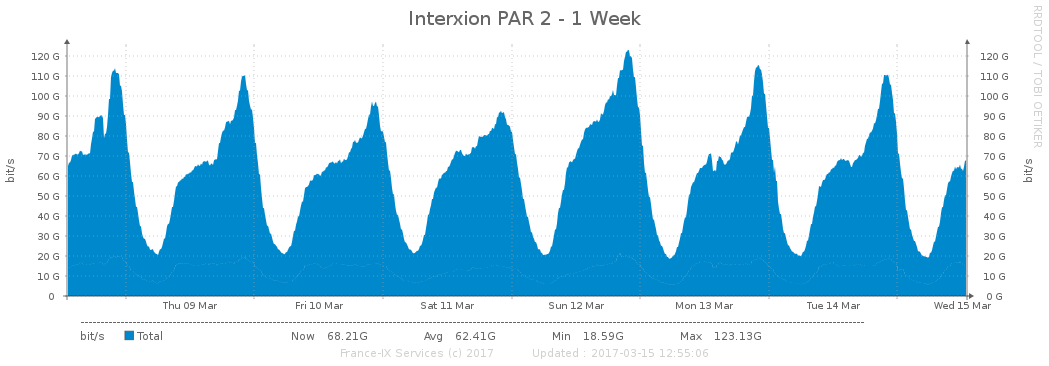 Interxion PAR 2 - 1 Week
RRDTOOL / TOBI OETIKER
120 G 120 G
110 G 110 G
100 G 100 G
90 G 90 G
80 G 80 G
70 G 70 G
60 G 60 G
50 G 50 G
40 G 40 G
30 G 30 G
20 G 20 G
10 G 10 G
0 0 G
bit/s bit/s
Thu 09 Mar Fri 10 Mar Sat 11 Mar Sun 12 Mar Mon 13 Mar Tue 14 Mar Wed 15 Mar
bit/s Total Now 68.21G Avg 62.41G Min 18.59G Max 123.13G
France-IX Services (c) 2017 Updated : 2017-03-15 12:55:06